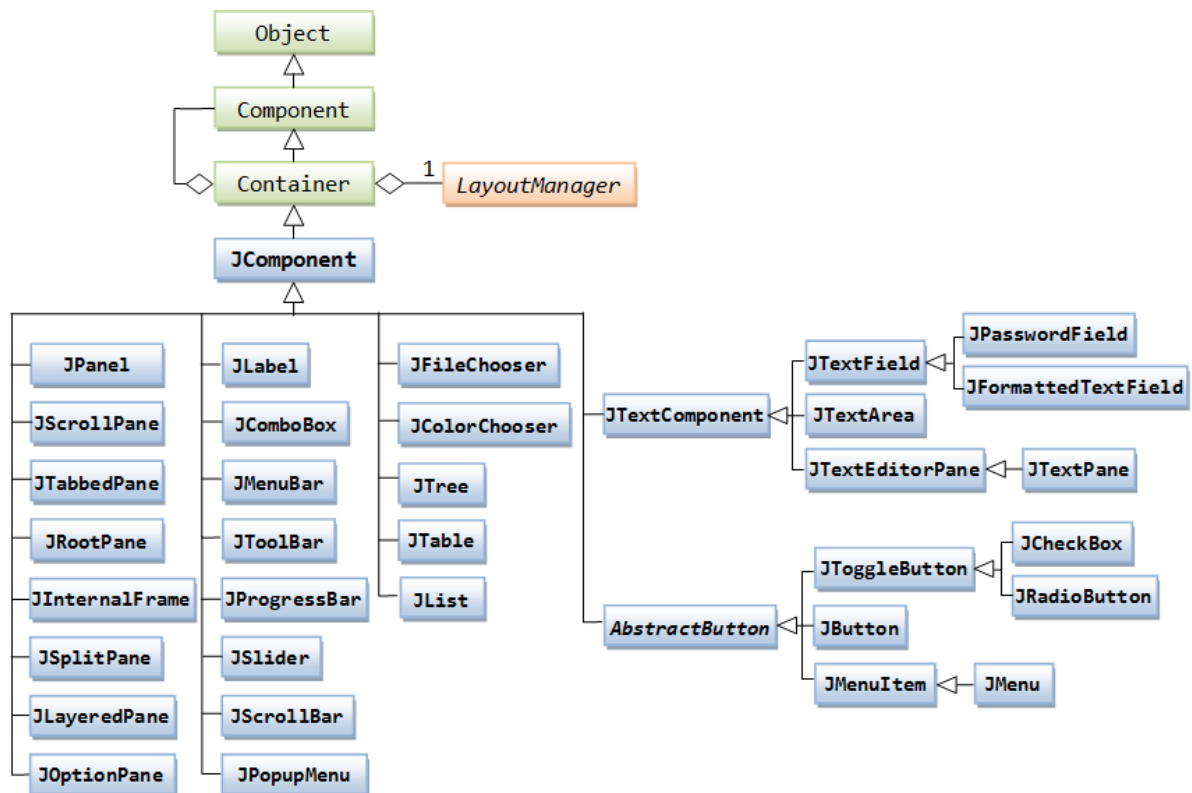 Object
Component
Container
1
LayoutManager
JComponent
JPanel
JScrollPane
JTabbedPane
JRootPane
JInternalFrame
JSplitPane
JLayeredPane
JOptionPane
JLabel
JComboBox
JMenuBar
JToolBar
JProgressBar
JSlider
JScrollBar
JPopupMenu
JFileChooser
JColorChooser
JTree
JTable
JList
JTextComponent
JTextField
JPasswordField
JFormattedTextField
JTextArea
JTextEditorPane
JTextPane
AbstractButton
JToggleButton
JCheckBox
JRadioButton
JButton
JMenuItem
JMenu